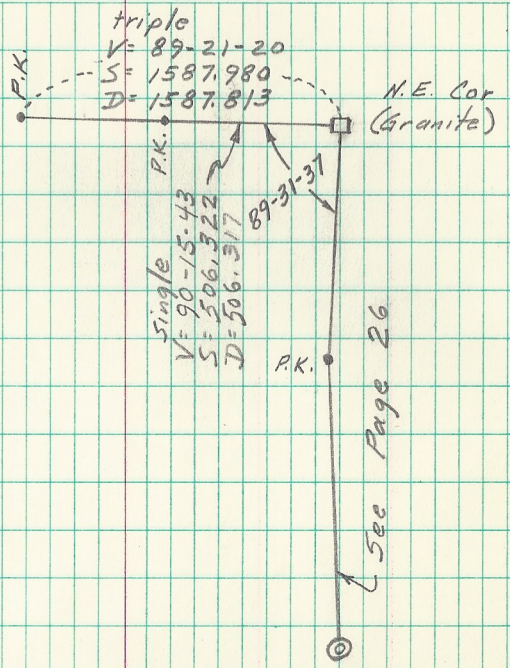 triple
V= 89-21-20
S= 1587.980
D= 1587.813
P.K.
N.E. Cor
(Granite)
P.K.
89-31-37
Single
V= 90-15-43
S= 506.322
D= 506.317
P.K.
See Page 26